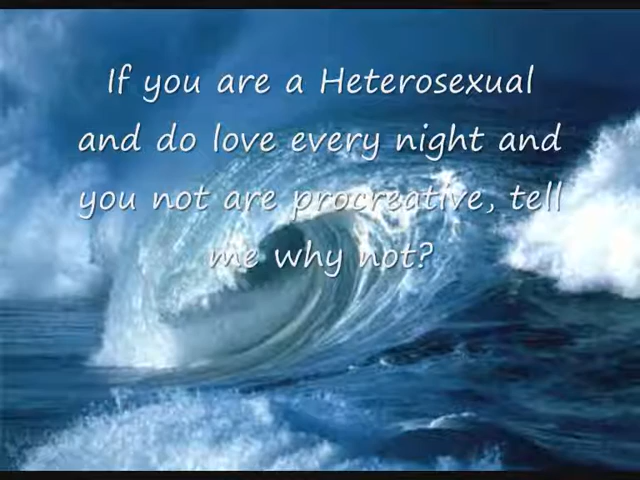 If you are a Heterosexual
and do love every night and
you not are procreative, tell
me why not?